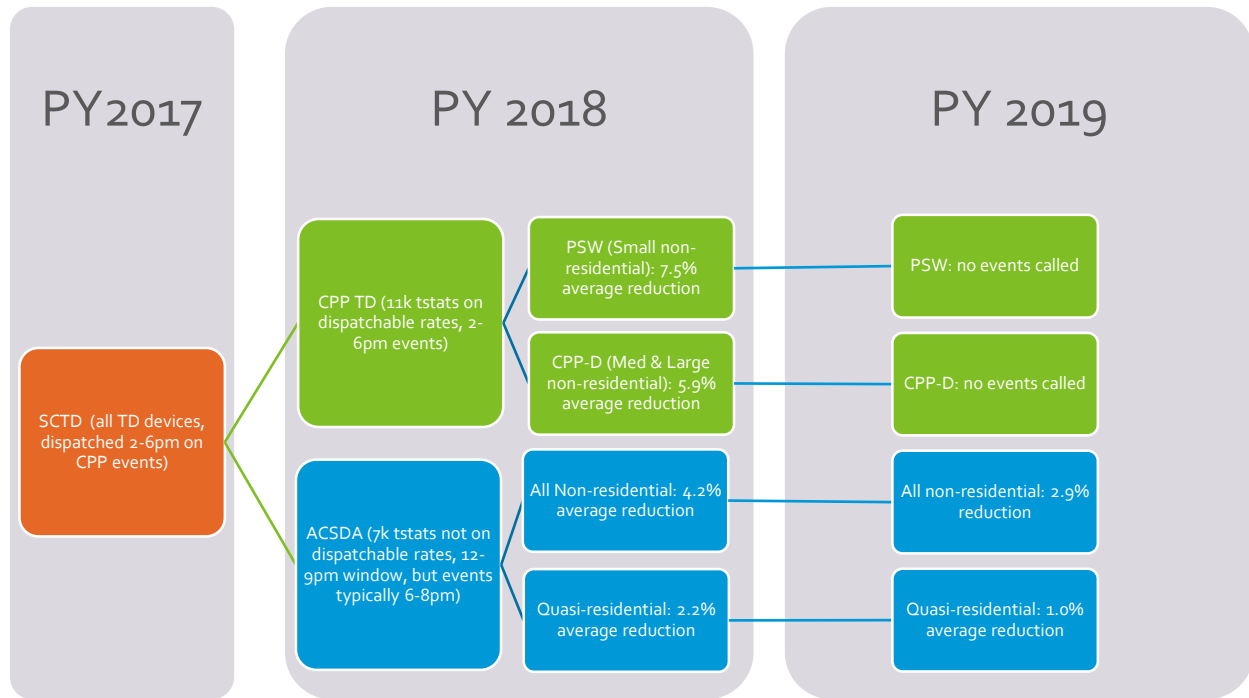 PY2017
PY 2018
PY 2019
SCTD (all TD devices,
dispatched 2-6pm on
CPP events)
CPP TD (11k tstats on
dispatchable rates, 2-
6pm events)
PSW (Small non-
residential): 7.5%
average reduction
PSW: no events called
CPP-D (Med & Large
non-residential): 5.9%
average reduction
CPP-D: no events called
ACSDA (7k tstats not on
dispatchable rates, 12-
9pm window, but events
typically 6-8pm)
All Non-residential: 4.2%
average reduction
All non-residential: 2.9%
reduction
Quasi-residential: 2.2%
average reduction
Quasi-residential: 1.0%
average reduction